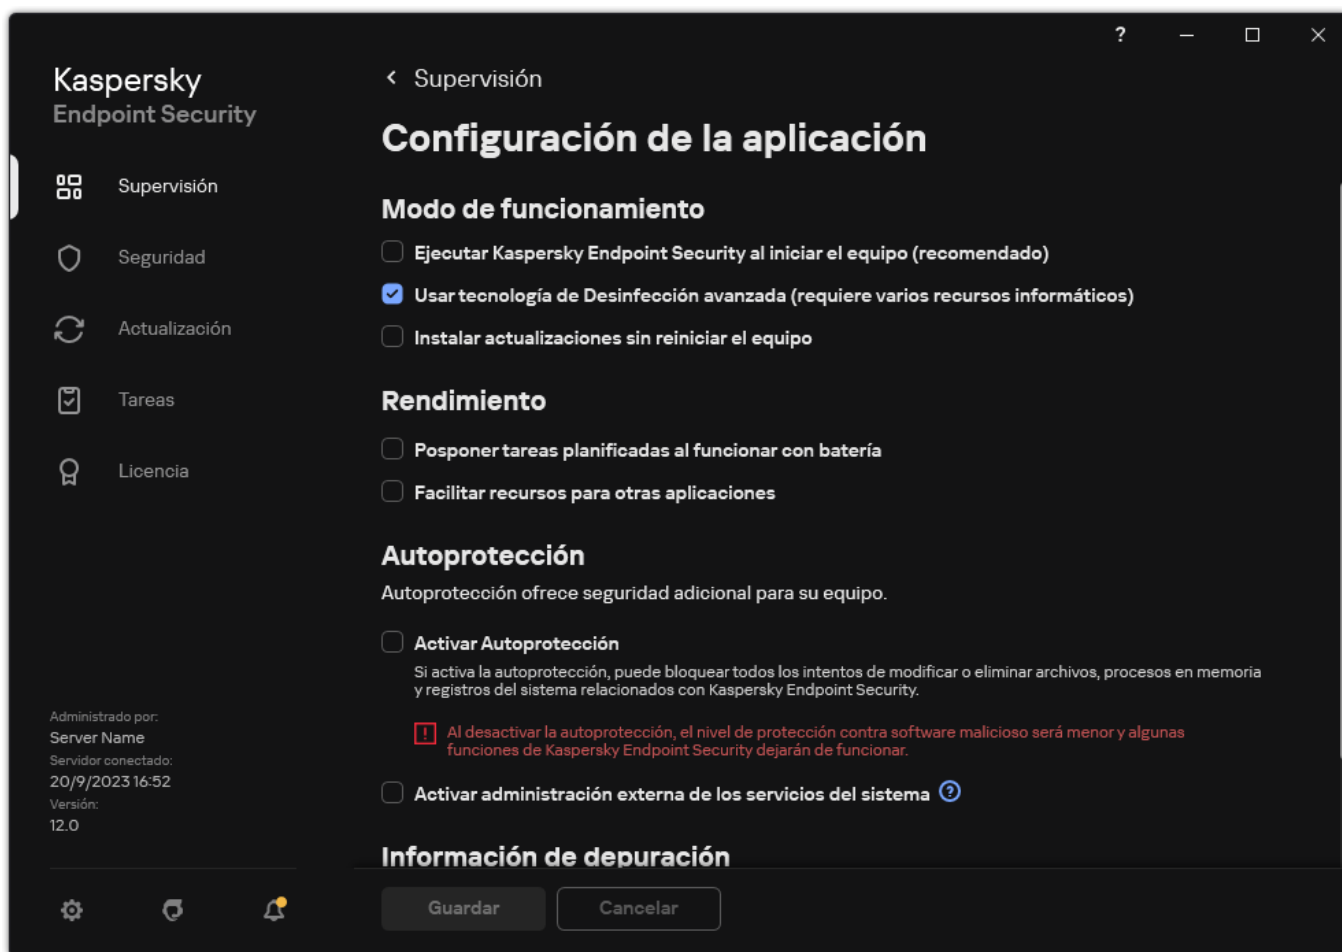 ?
Kaspersky
Endpoint Security
Supervisión
Seguridad
Actualización
Tareas
Licencia
Administrado por:
Server Name
Servidor conectado:
20/9/2023 16:52
Versión:
12.0
Supervisión
Configuración de la aplicación
Modo de funcionamiento
Ejecutar Kaspersky Endpoint Security al iniciar el equipo (recomendado)
Usar tecnología de Desinfección avanzada (requiere varios recursos informáticos)
Instalar actualizaciones sin reiniciar el equipo
Rendimiento
Posponer tareas planificadas al funcionar con batería
Facilitar recursos para otras aplicaciones
Autoprotección
Autoprotección ofrece seguridad adicional para su equipo.
Activar Autoprotección
Si activa la autoprotección, puede bloquear todos los intentos de modificar o eliminar archivos, procesos en memoria
y registros del sistema relacionados con Kaspersky Endpoint Security.
Al desactivar la autoprotección, el nivel de protección contra software malicioso será menor y algunas
funciones de Kaspersky Endpoint Security dejarán de funcionar.
Activar administración externa de los servicios del sistema ?
Información de depuración
Guardar
Cancelar